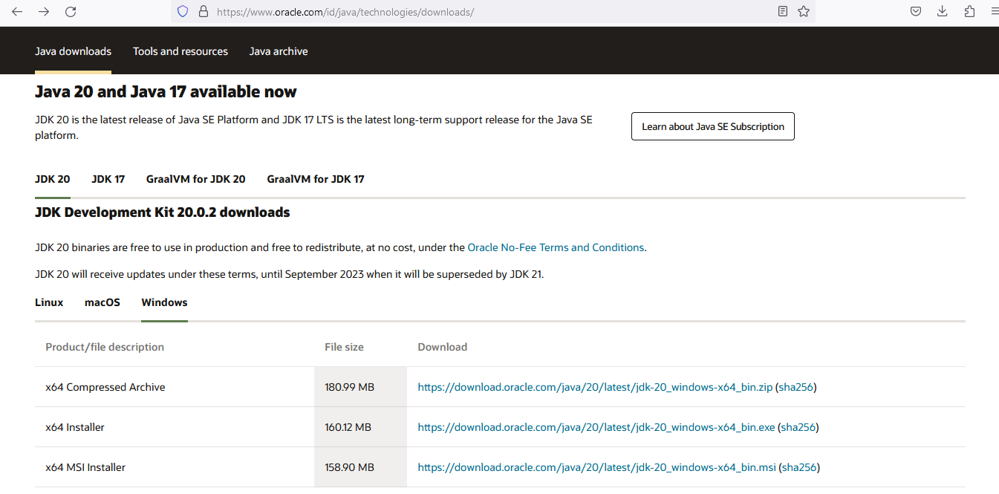 https://www.oracle.com/id/java/technologies/downloads/
Java downloads Tools and resources Java archive
Java 20 and Java 17 available now
JDK 20 is the latest release of Java SE Platform and JDK 17 LTS is the latest long-term support release for the Java SE
platform.
Learn about Java SE Subscription
JDK 20 JDK 17 GraalVM for JDK 20 GraalVM for JDK 17
JDK Development Kit 20.0.2 downloads
JDK 20 binaries are free to use in production and free to redistribute, at no cost, under the Oracle No-Fee Terms and Conditions.
JDK 20 will receive updates under these terms, until September 2023 when it will be superseded by JDK 21.
Linux macOS Windows
Product/file description File size Download
x64 Compressed Archive 180.99 MB https://download.oracle.com/java/20/latest/jdk-20_windows-x64_bin.zip (sha256)
x64 Installer 160.12 MB https://download.oracle.com/java/20/latest/jdk-20_windows-x64_bin.exe (sha256)
x64 MSI Installer 158.90 MB https://download.oracle.com/java/20/latest/jdk-20_windows-x64_bin.msi (sha256)